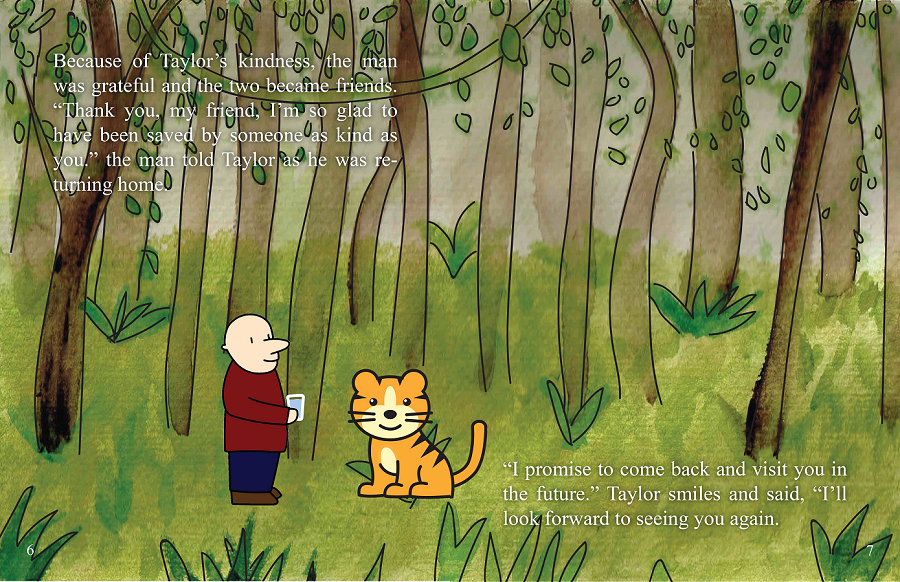 Because of Taylor’s kindness, the man
was grateful and the two became friends.
“Thank you, my friend, I’m so glad to
have been saved by someone as kind as
you.” the man told Taylor as he was re-
turning home.
“I promise to come back and visit you in
the future.” Taylor smiles and said, “I’ll
look forward to seeing you again.
6
7